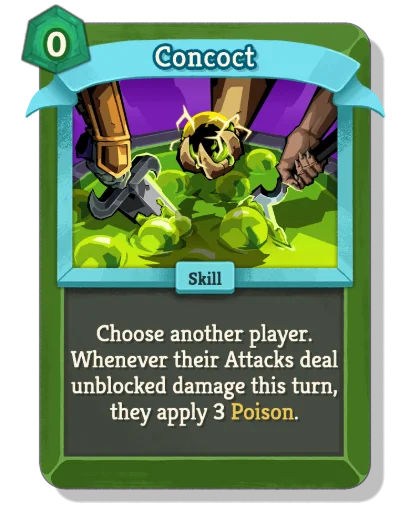 0
Concoct
Skill
Choose another player.
Whenever their Attacks deal
unblocked damage this turn,
they apply 3 Poison.